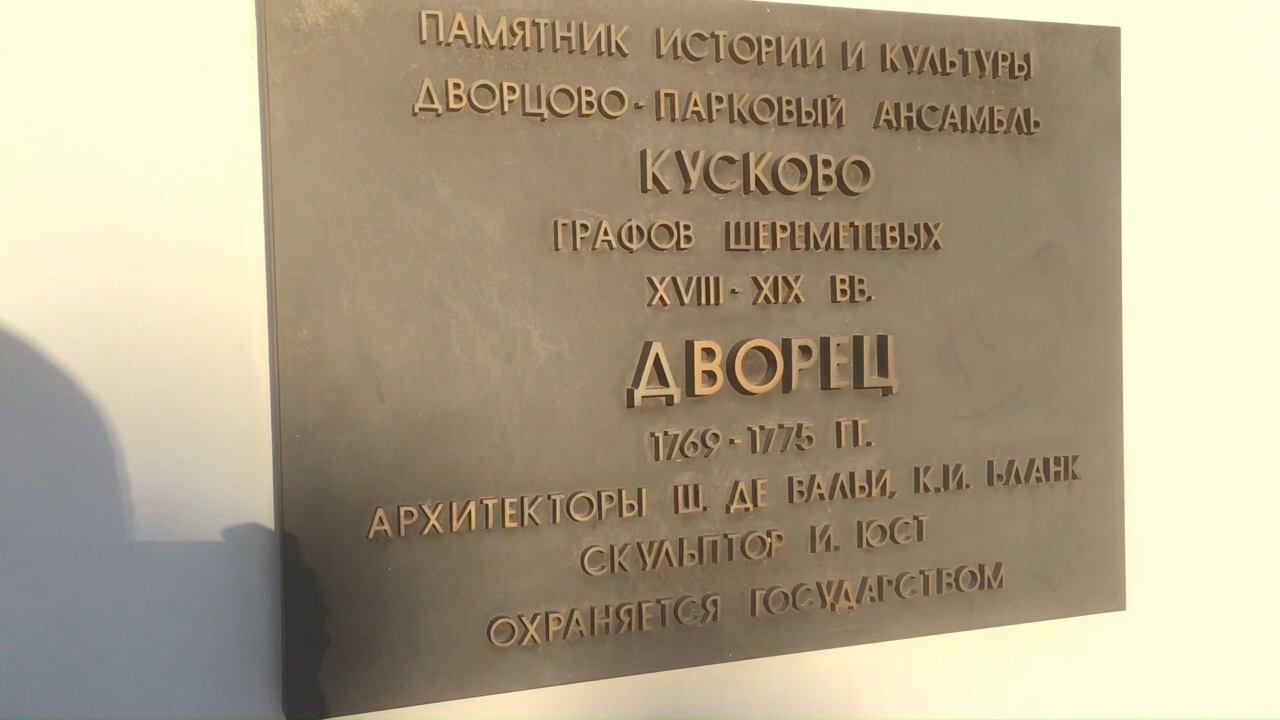 ПАМЯТНИК ИСТОРИИ И КУЛЬТУРЫ
ДВОРЦОВО-ПАРКОВЫЙ АНСАМБЛЬ
КУСКОВО
ГРАФОВ ШЕРЕМЕТЕВЫХ
XVIII - XIX ВВ.
ДВОРЕЦ
1769 - 1775 ГГ.
АРХИТЕКТОРЫ Ш. ДЕ ВАЛЬИ, К.И. БЛАНК
СКУЛЬПТОР И. ЮСТ
ОХРАНЯЕТСЯ ГОСУДАРСТВОМ